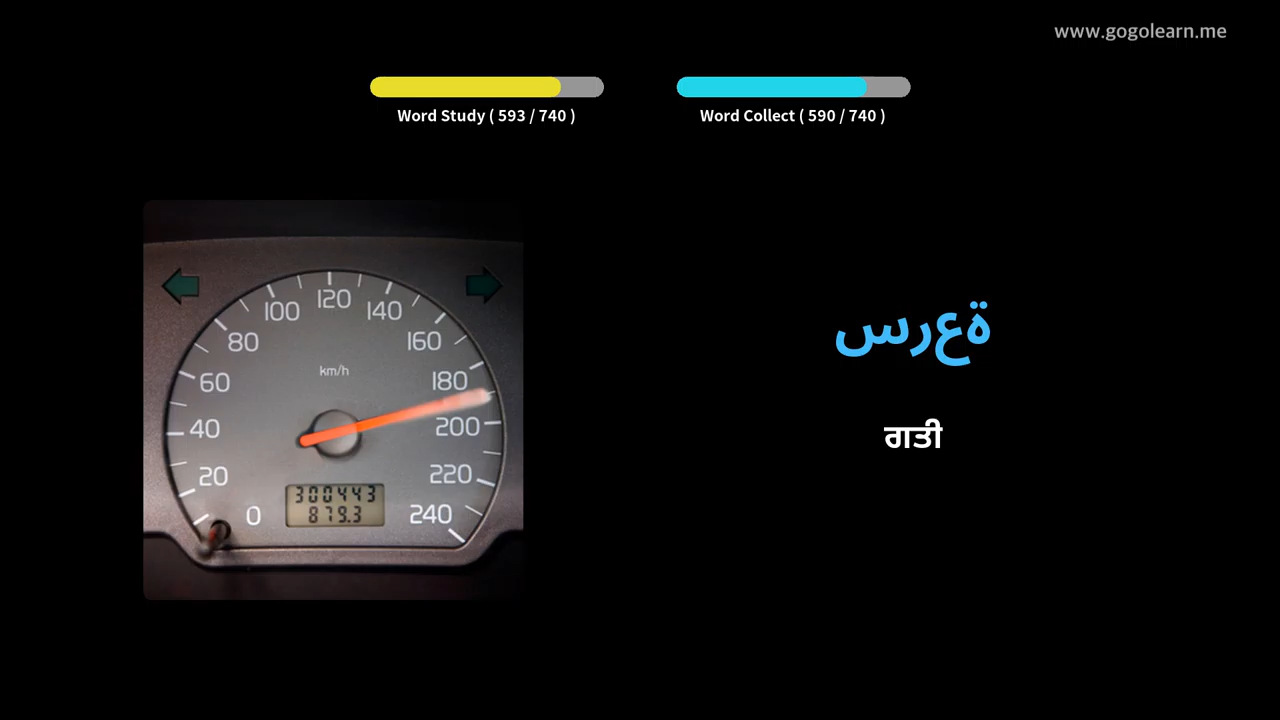 www.gogolearn.me
Word Study ( 593 / 740 )
Word Collect ( 590 / 740 )
0
20
40
60
80
100
120
140
160
180
200
220
240
km/h
300443
879.3
سرعة
ਗਤੀ